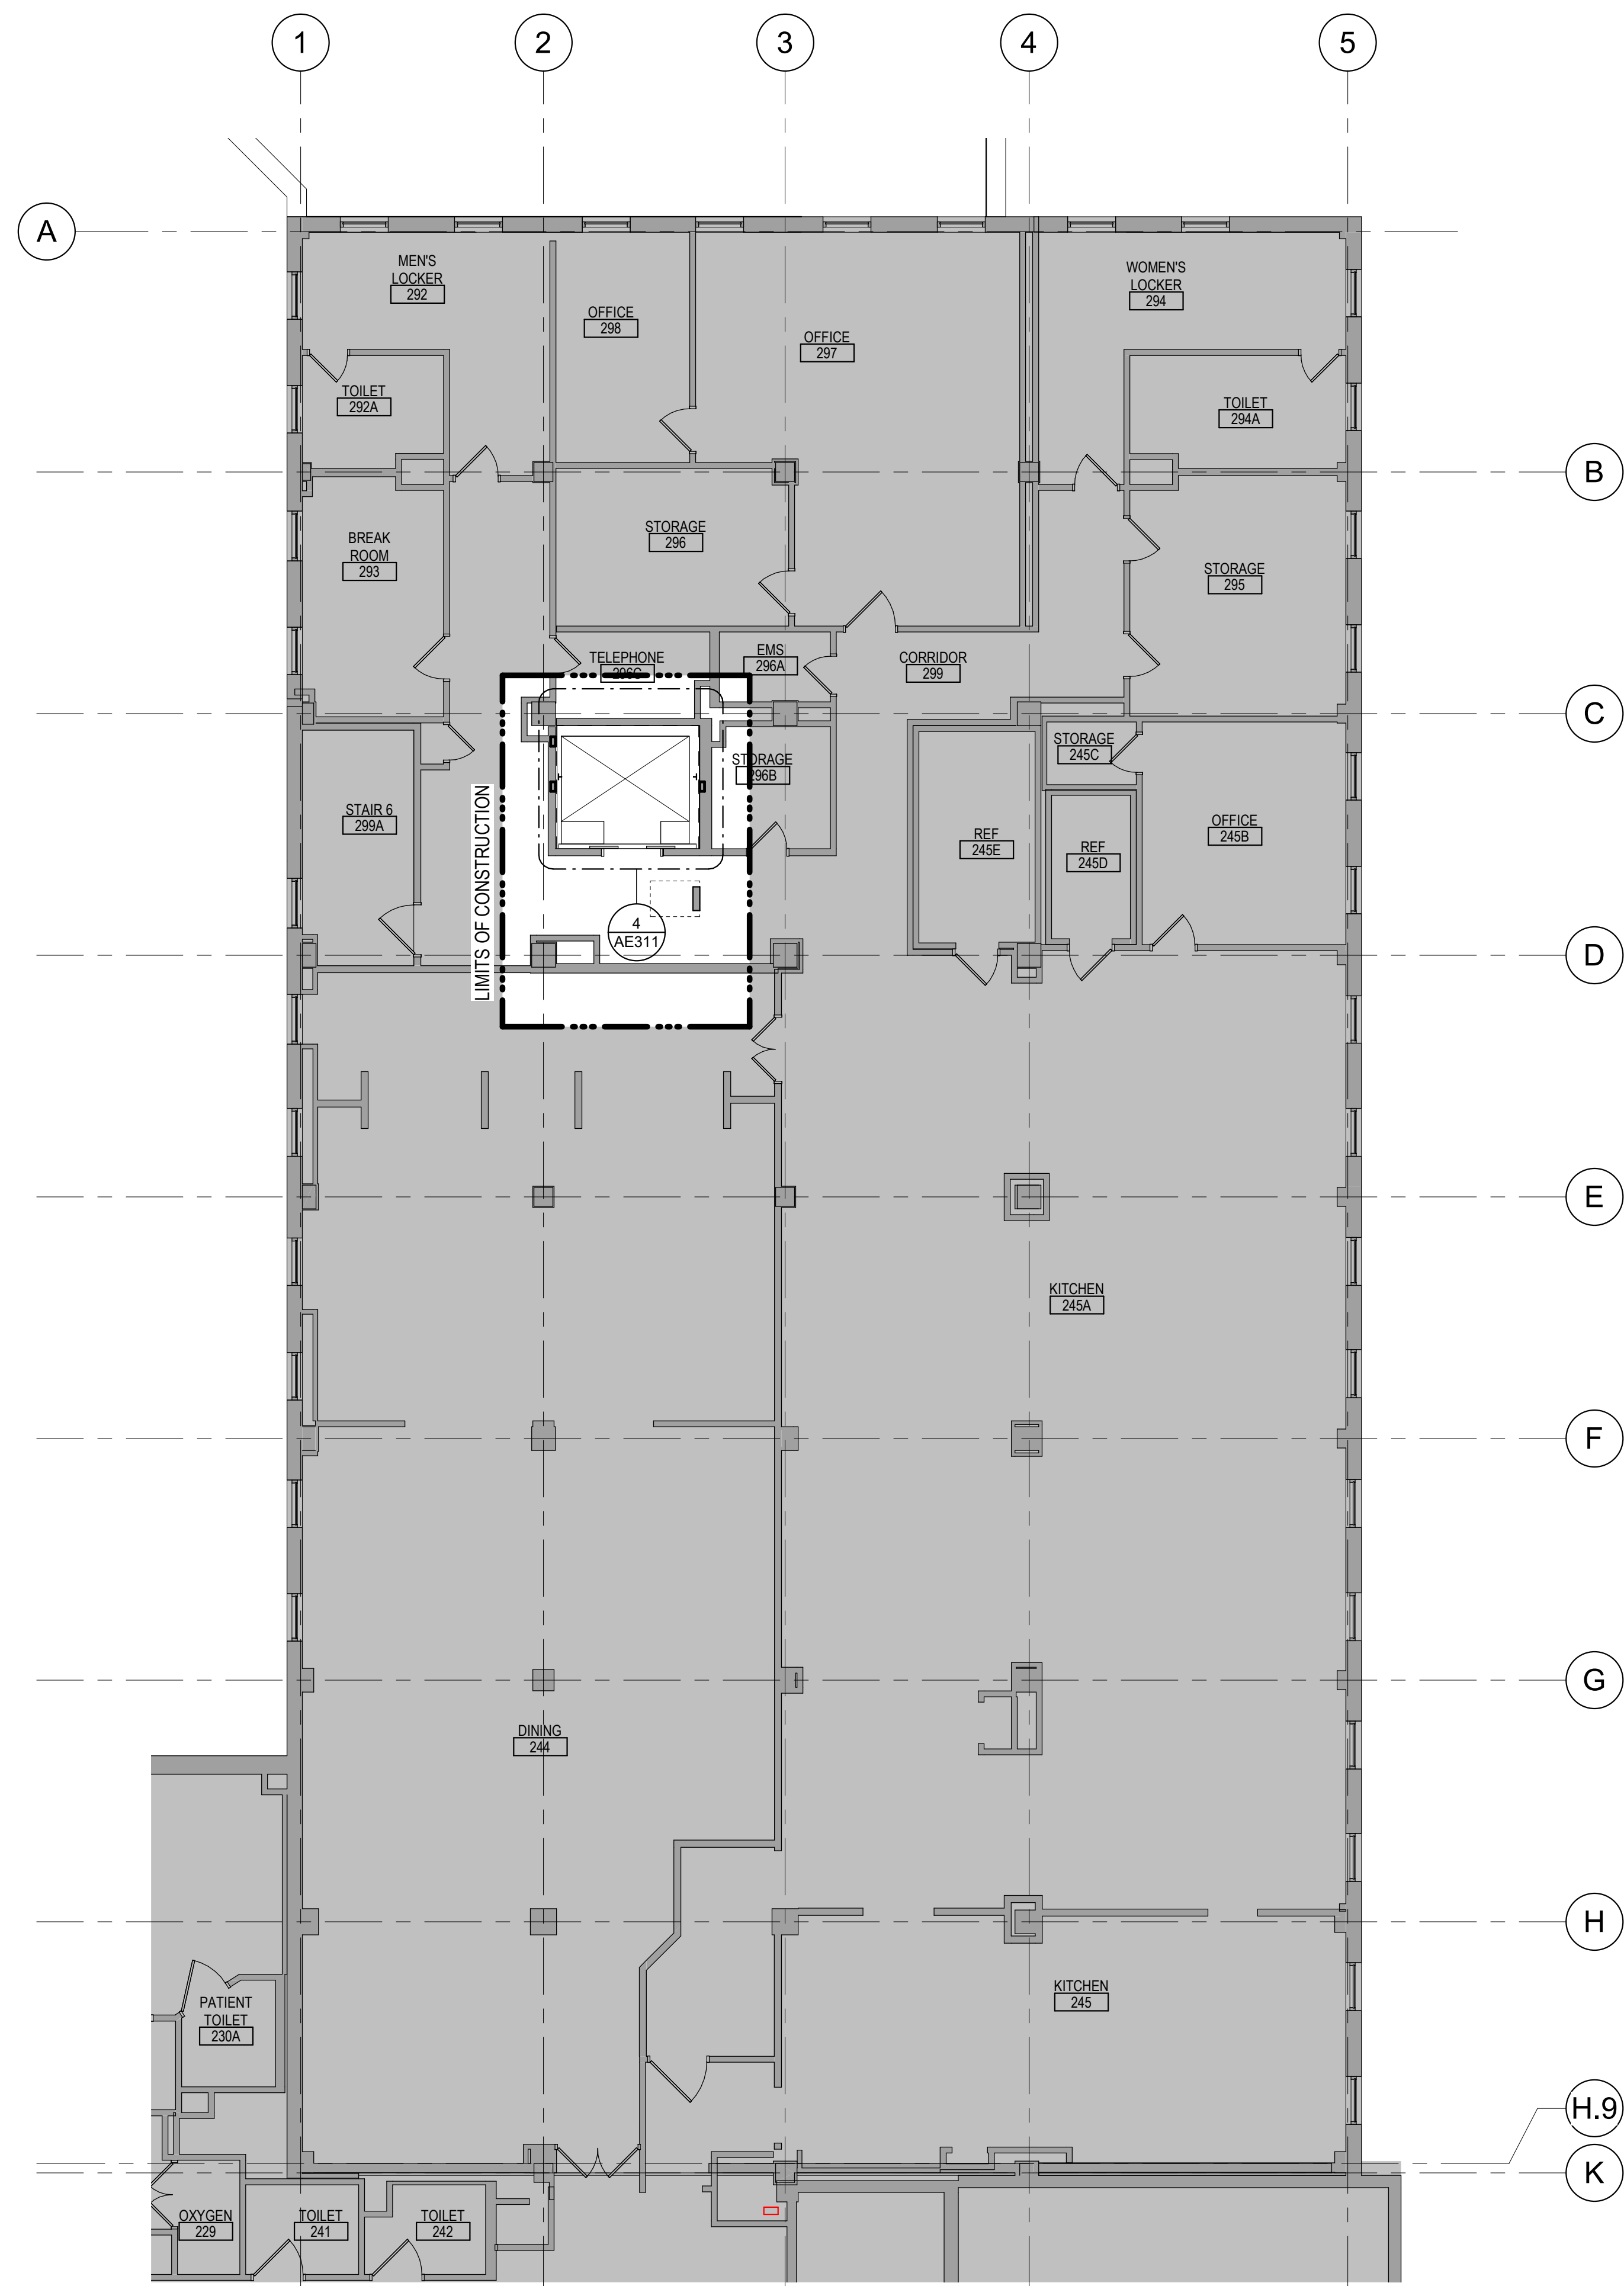 1
2
3
4
5
A
MEN'S
LOCKER
292
WOMEN'S
LOCKER
294
OFFICE
298
OFFICE
297
TOILET
292A
TOILET
294A
B
BREAK
ROOM
293
STORAGE
296
STORAGE
295
TELEPHONE
296C
EMS
296A
CORRIDOR
299
C
STORAGE
245C
STORAGE
296B
STAIR 6
299A
LIMITS OF CONSTRUCTION
REF
245E
REF
245D
OFFICE
245B
4
AE311
D
E
KITCHEN
245A
F
G
DINING
244
H
KITCHEN
245
PATIENT
TOILET
230A
H.9
K
OXYGEN
229
TOILET
241
TOILET
242